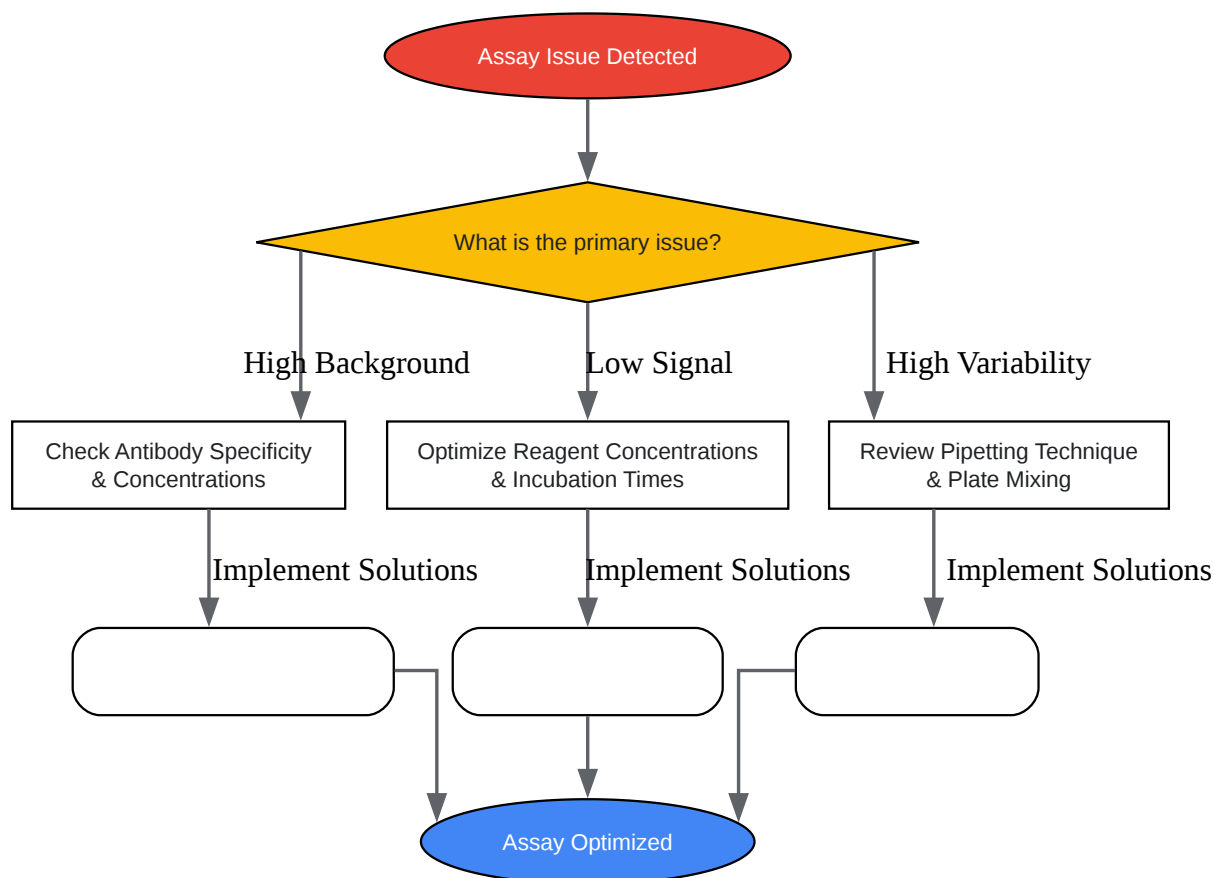 Assay Issue Detected
What is the primary issue?
High Background
Low Signal
High Variability
Check Antibody Specificity
& Concentrations
Optimize Reagent Concentrations
& Incubation Times
Review Pipetting Technique
& Plate Mixing
Implement Solutions
Implement Solutions
Implement Solutions
Assay Optimized